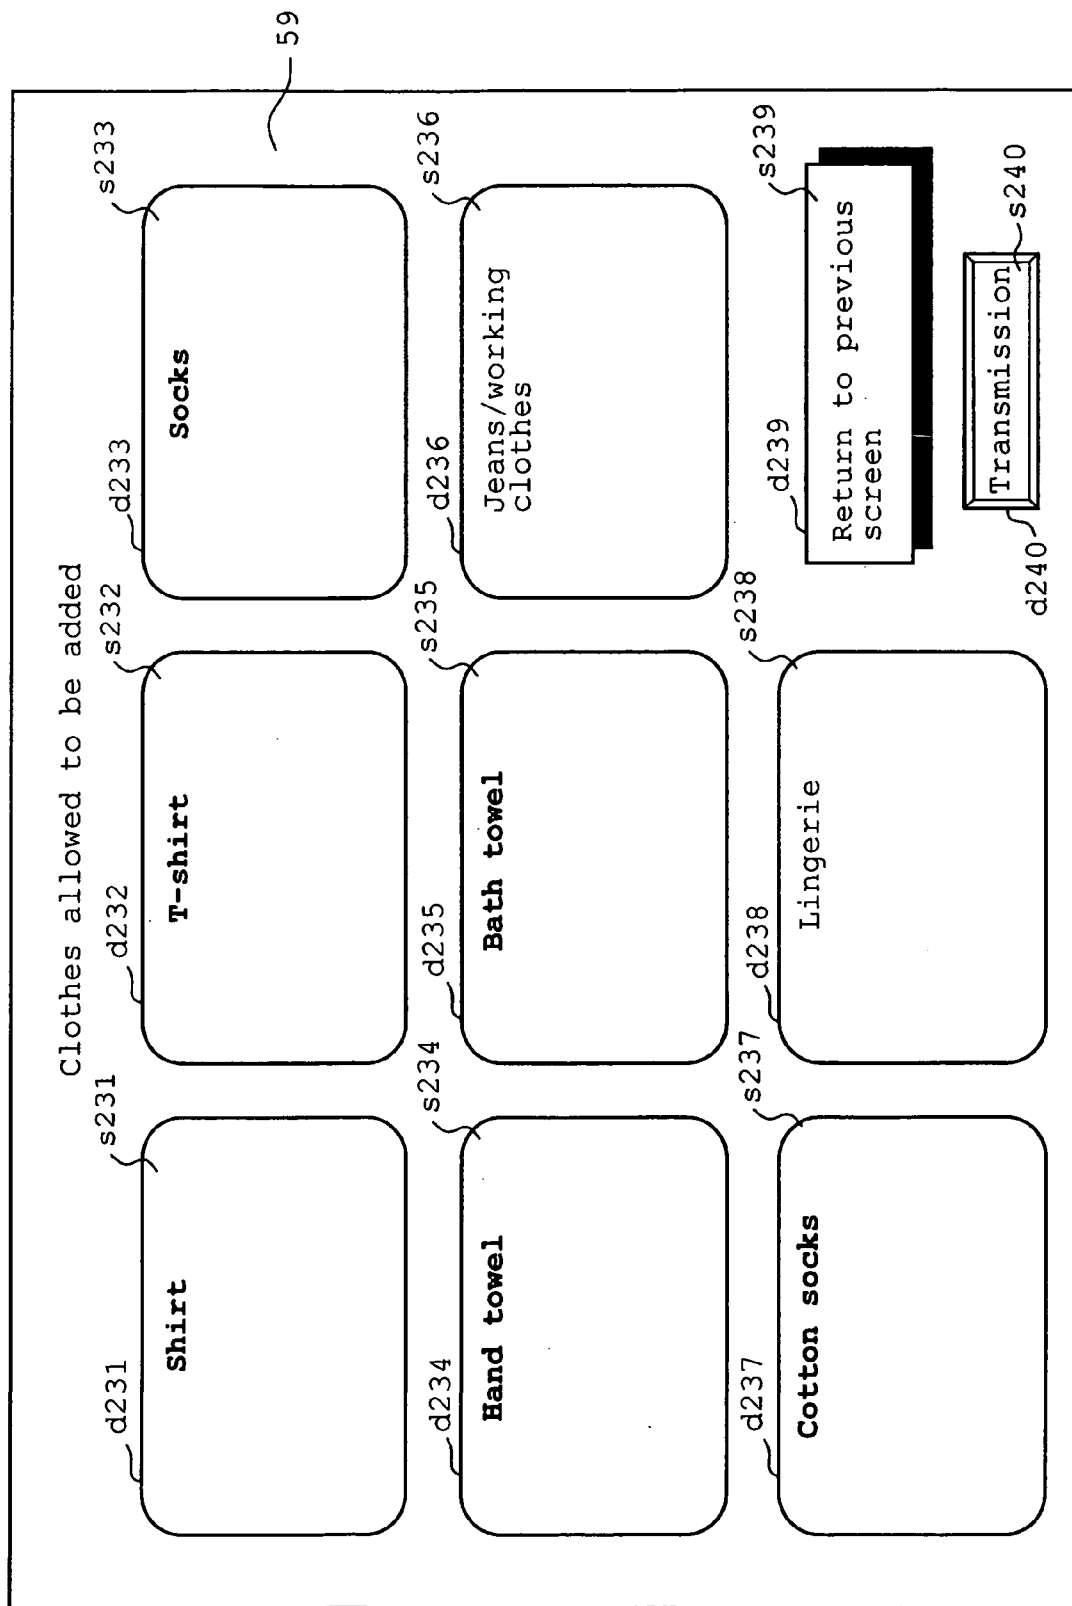 Clothes allowed to be added
59
d231
s231
Shirt
d232
s232
T-shirt
d233
s233
Socks
d234
s234
Hand towel
d235
s235
Bath towel
d236
s236
Jeans/working
clothes
d237
s237
Cotton socks
d238
s238
Lingerie
d239
s239
Return to previous
screen
d240
s240
Transmission